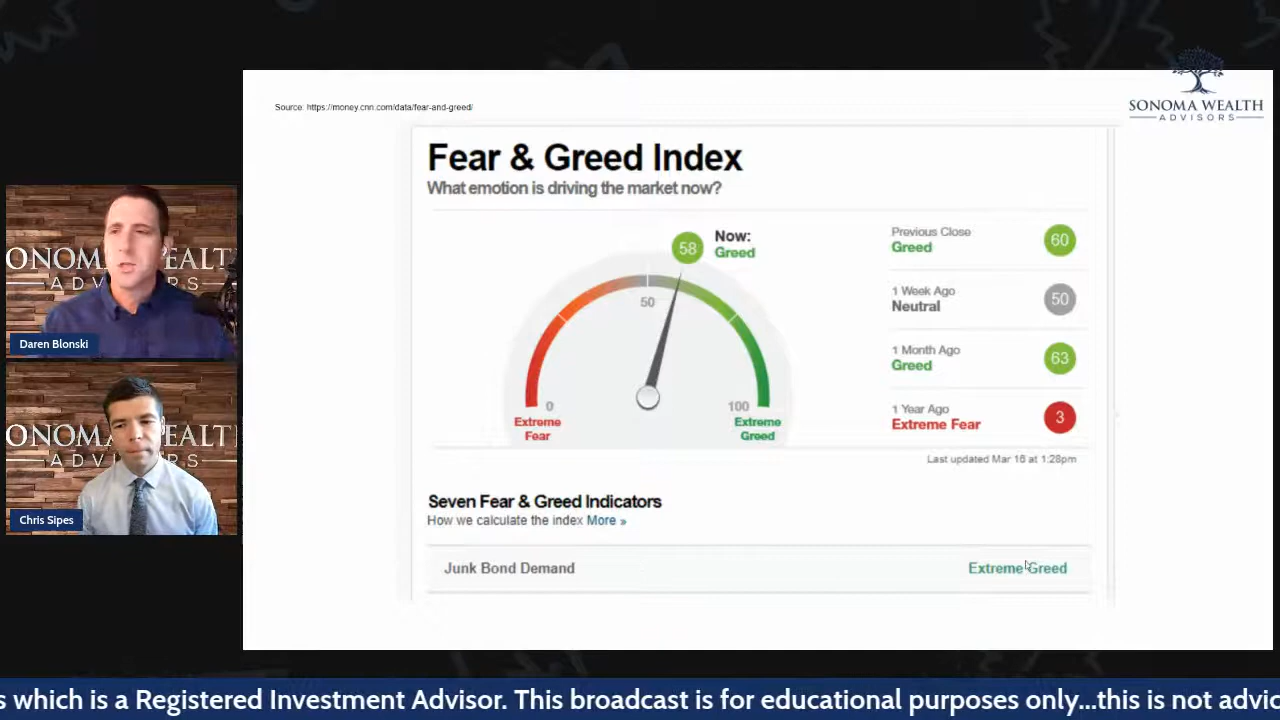 Source: https://money.cnn.com/data/fear-and-greed/
SONOMA WEALTH
ADVISORS
Fear & Greed Index
What emotion is driving the market now?
58
Now:
Greed
50
0
100
Extreme
Fear
Extreme
Greed
Previous Close
Greed
60
1 Week Ago
Neutral
50
1 Month Ago
Greed
63
1 Year Ago
Extreme Fear
3
Last updated Mar 16 at 1:28pm
Seven Fear & Greed Indicators
How we calculate the index More »
Junk Bond Demand
Extreme Greed
Daren Blonski
Chris Sipes
s which is a Registered Investment Advisor. This broadcast is for educational purposes only...this is not advic